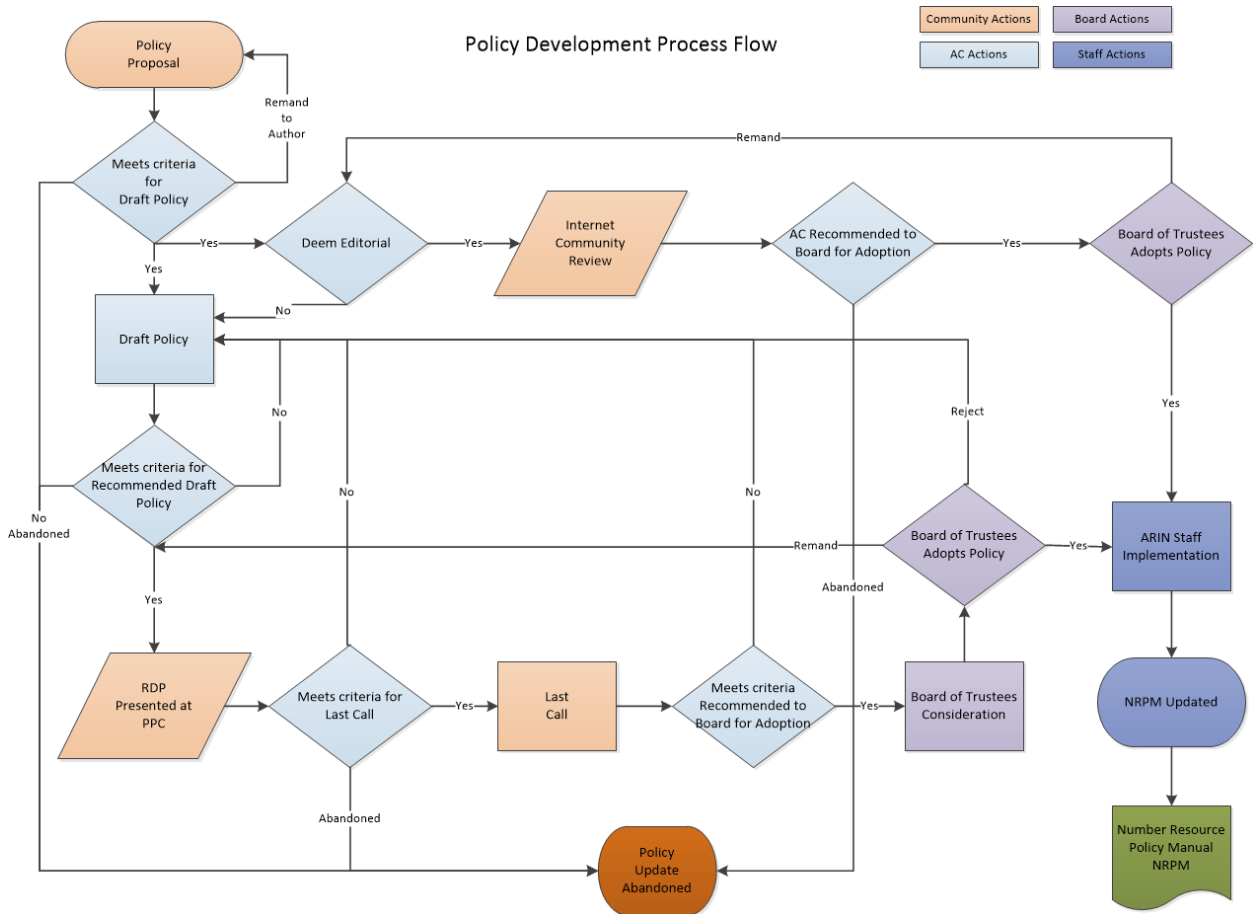 Policy Development Process Flow
Community Actions
Board Actions
AC Actions
Staff Actions
Policy
Proposal
Remand
to
Author
Meets criteria
for
Draft Policy
Remand
Yes
Deem Editorial
Yes
Internet
Community
Review
AC Recommended to
Board for Adoption
Yes
Board of Trustees
Adopts Policy
Yes
No
Draft Policy
No
Reject
Yes
Meets criteria for
Recommended Draft
Policy
No
No
No
Abandoned
Remand
Board of Trustees
Adopts Policy
Yes
ARIN Staff
Implementation
Abandoned
Yes
RDP
Presented at
PPC
Meets criteria for
Last Call
Yes
Last
Call
Meets criteria
Recommended to
Board for Adoption
Yes
Board of Trustees
Consideration
NRPM Updated
Abandoned
Policy
Update
Abandoned
Number Resource
Policy Manual
NRPM